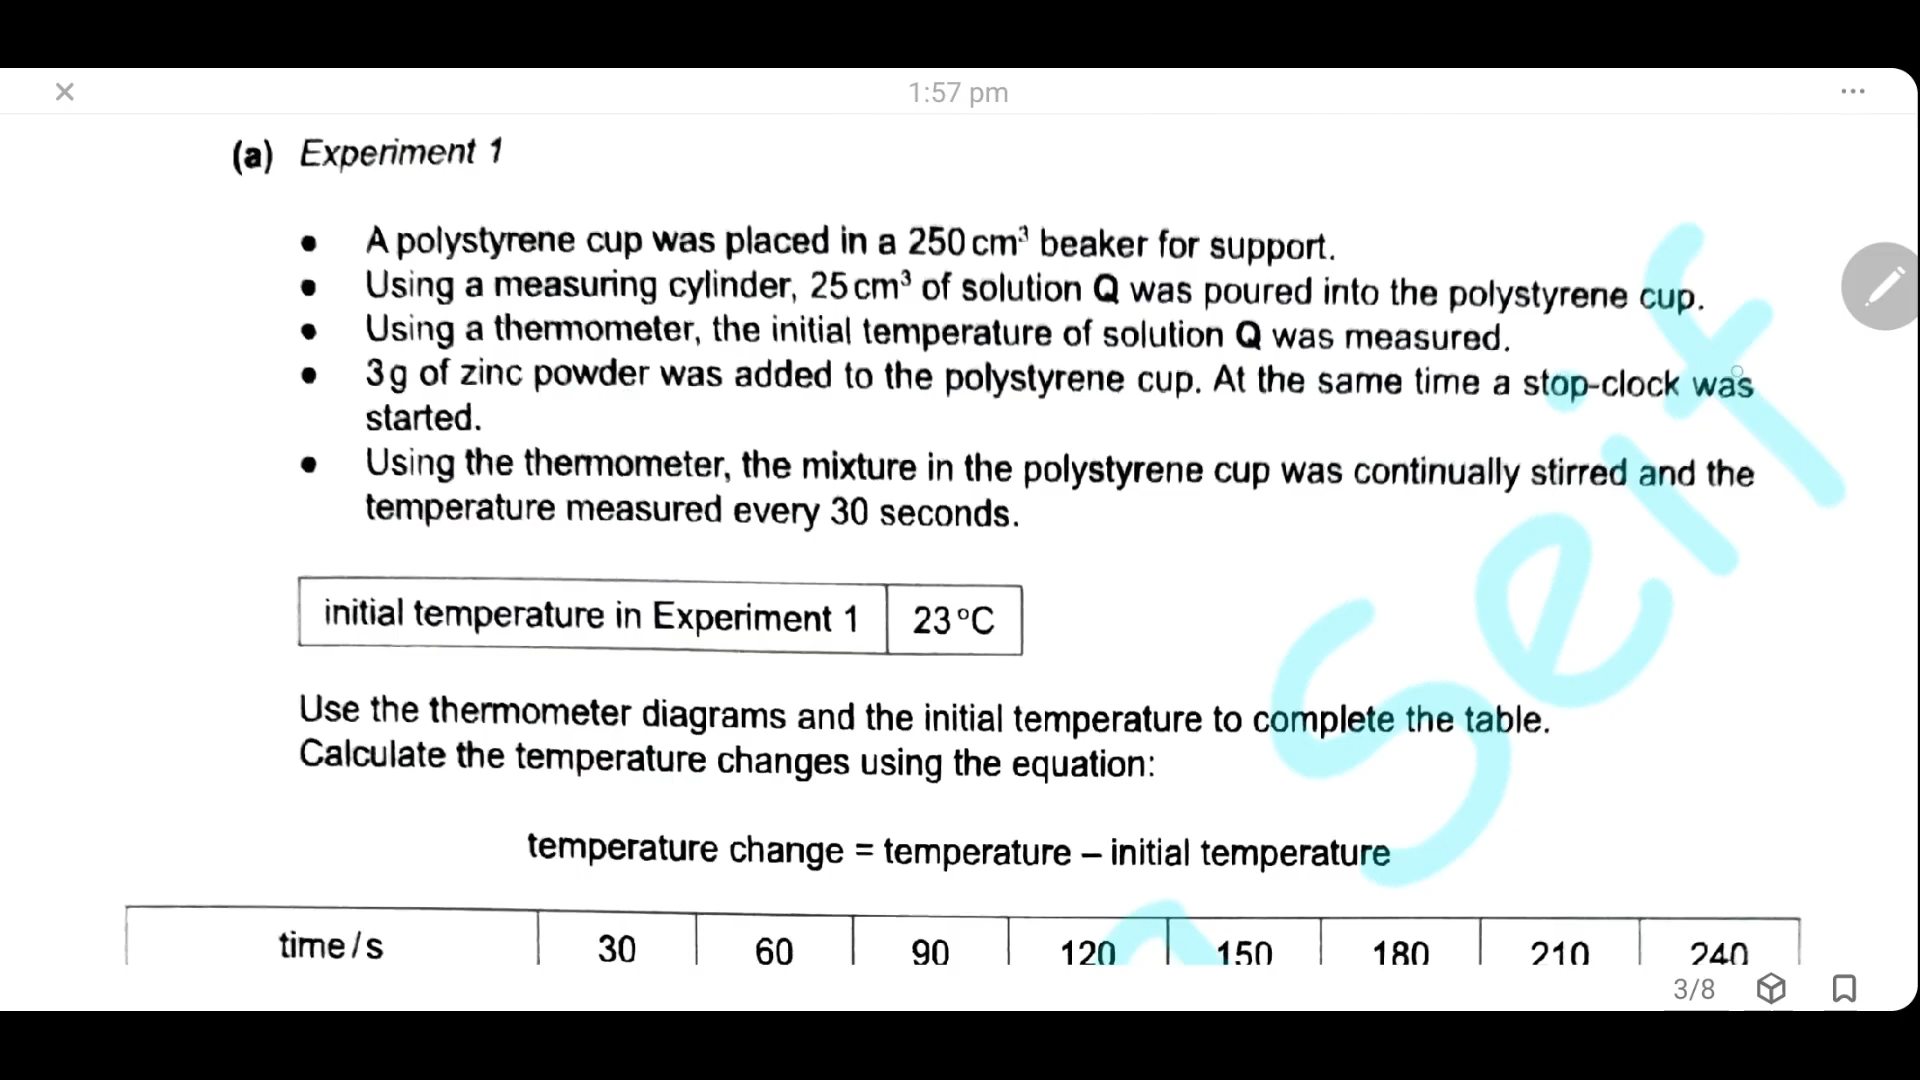 1:57 pm
(a) Experiment 1
• A polystyrene cup was placed in a 250 cm³ beaker for support.
• Using a measuring cylinder, 25 cm³ of solution Q was poured into the polystyrene cup.
• Using a thermometer, the initial temperature of solution Q was measured.
• 3 g of zinc powder was added to the polystyrene cup. At the same time a stop-clock was
started.
• Using the thermometer, the mixture in the polystyrene cup was continually stirred and the
temperature measured every 30 seconds.
initial temperature in Experiment 1 23 °C
Use the thermometer diagrams and the initial temperature to complete the table.
Calculate the temperature changes using the equation:
temperature change = temperature – initial temperature
time / s 30 60 90 120 150 180 210 240
Seif
3/8